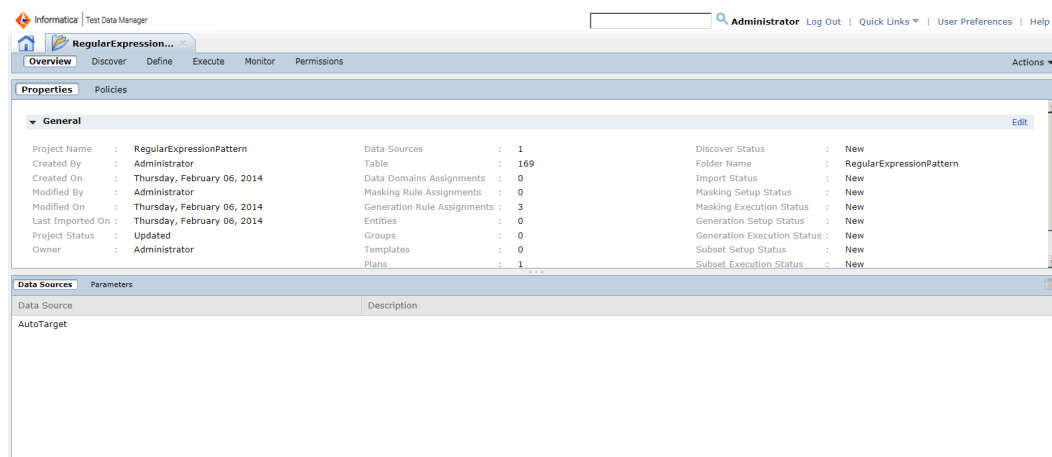 Informatica Test Data Manager
Administrator Log Out | Quick Links | User Preferences | Help
RegularExpression...
Overview Discover Define Execute Monitor Permissions Actions
Properties Policies
General Edit
Project Name : RegularExpressionPattern Data Sources : 1 Discover Status : New
Created By : Administrator Table : 169 Folder Name : RegularExpressionPattern
Created On : Thursday, February 06, 2014 Data Domains Assignments : 0 Import Status : New
Modified By : Administrator Masking Rule Assignments : 0 Masking Setup Status : New
Modified On : Thursday, February 06, 2014 Generation Rule Assignments : 3 Masking Execution Status : New
Last Imported On : Thursday, February 06, 2014 Entities : 0 Generation Setup Status : New
Project Status : Updated Groups : 0 Generation Execution Status : New
Owner : Administrator Templates : 0 Subset Setup Status : New
Plans : 1 Subset Execution Status : New
Data Sources Parameters
Data Source Description
AutoTarget